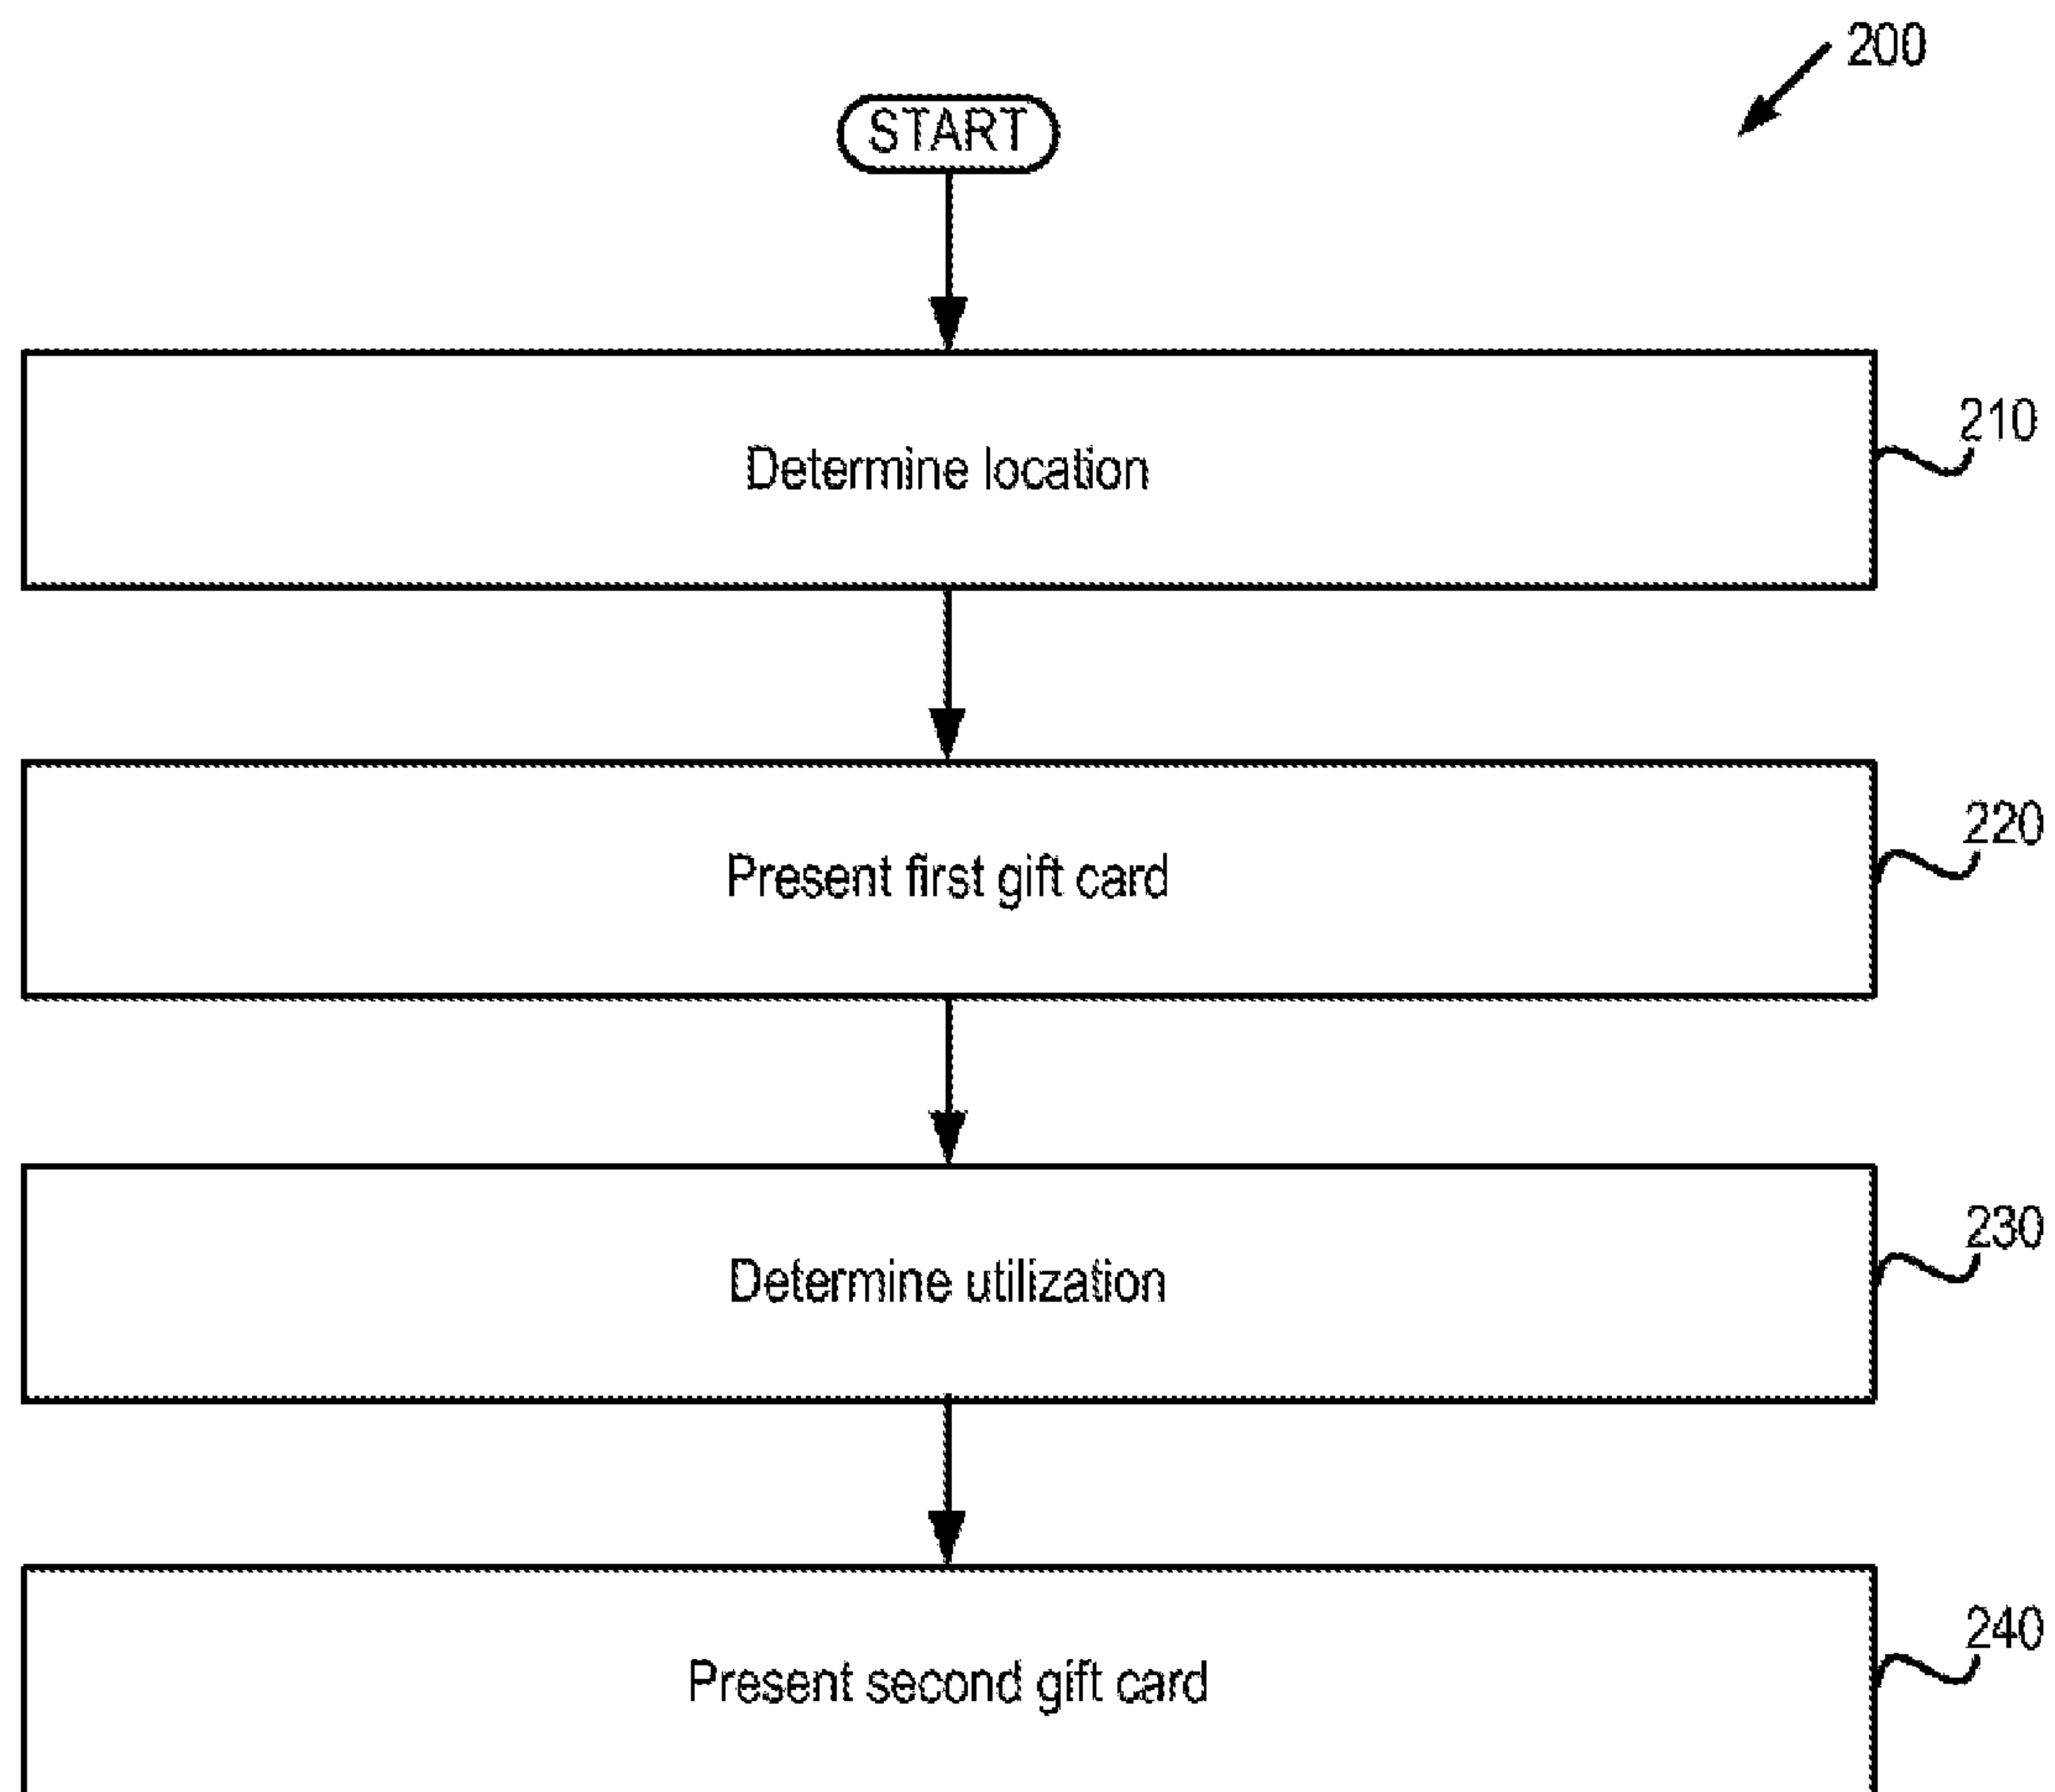 200
START
210
Determine location
220
Present first gift card
230
Determine utilization
240
Present second gift card